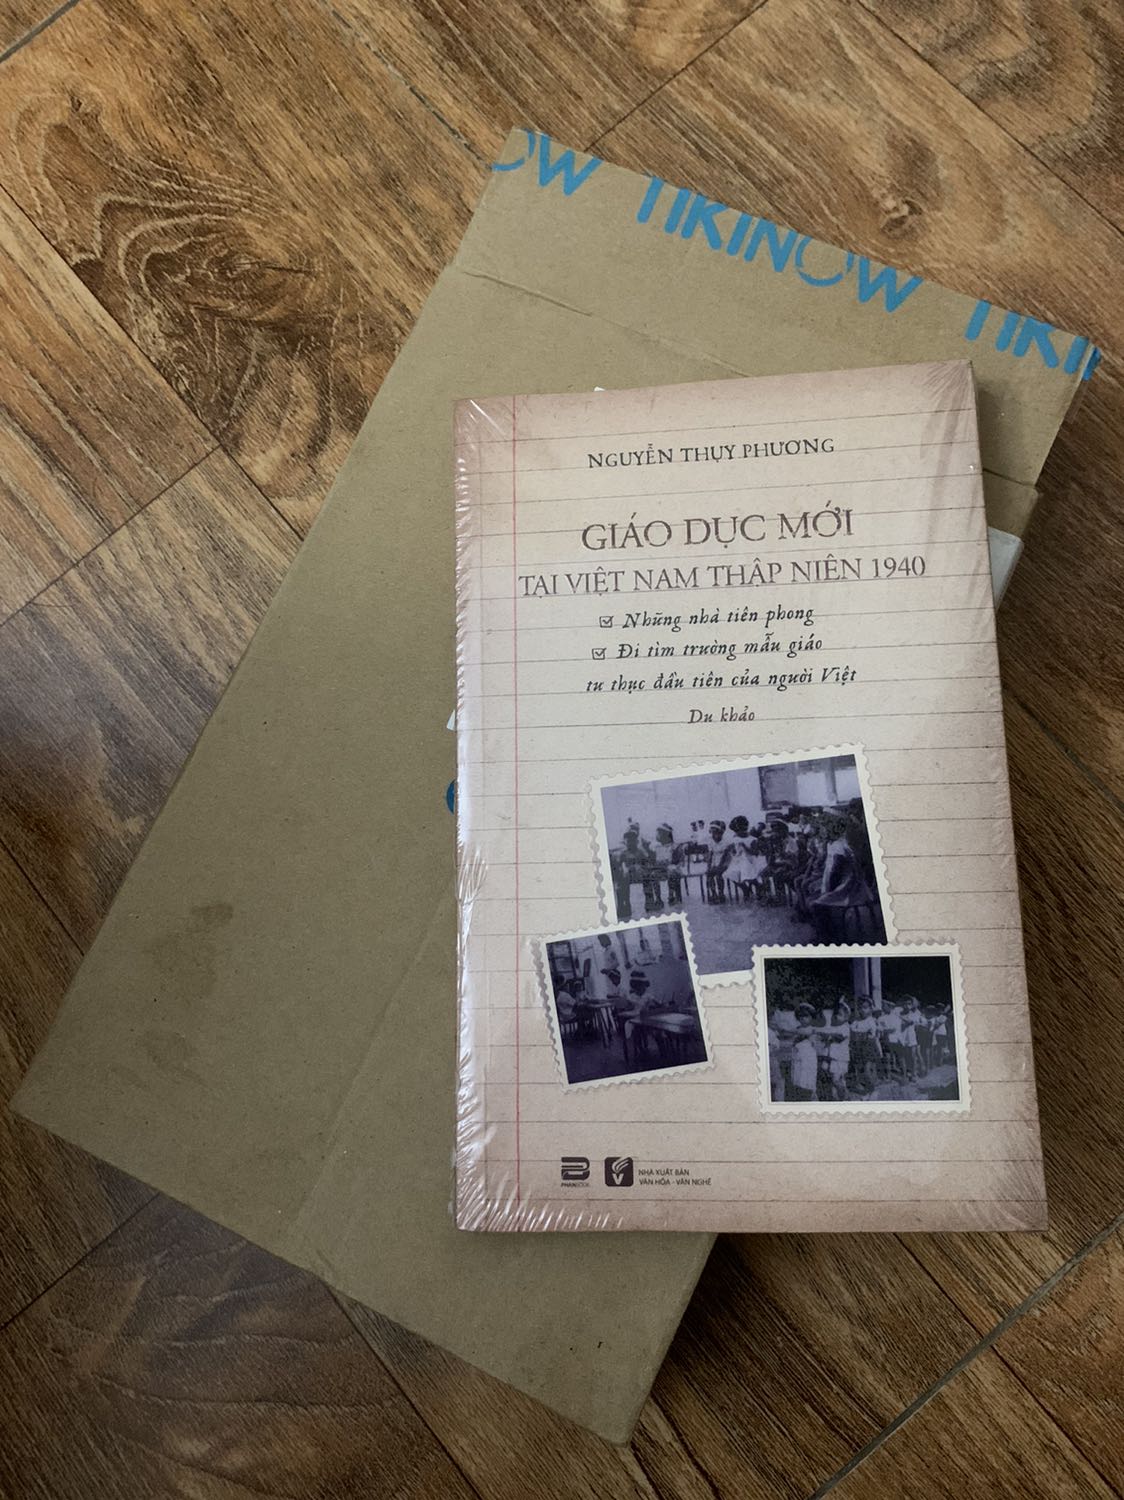 OW TIKINOW TIKI
NGUYỄN THỤY PHƯƠNG
GIÁO DỤC MỚI
TẠI VIỆT NAM THẬP NIÊN 1940
Những nhà tiên phong
Đi tìm trường mẫu giáo
tư thục đầu tiên của người Việt
Du khảo
PHANBOOK
NHÀ XUẤT BẢN
VĂN HÓA - VĂN NGHỆ